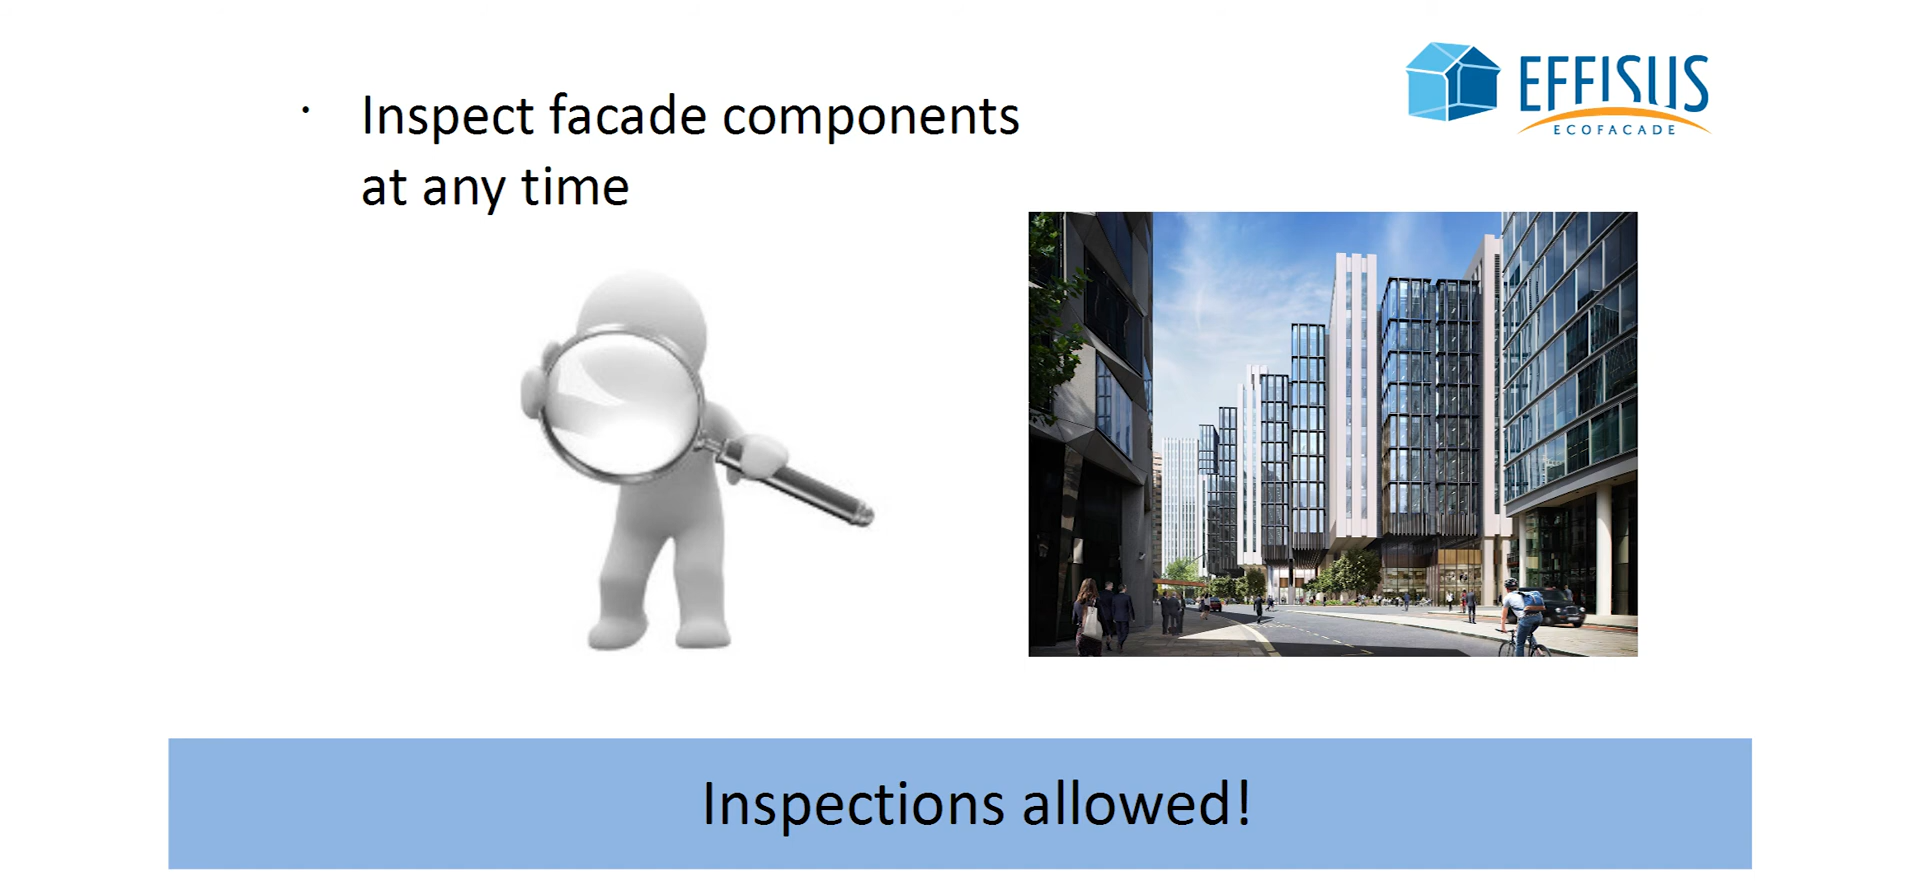 EFFISUS
ECOFACADE
· Inspect facade components
at any time
Inspections allowed!